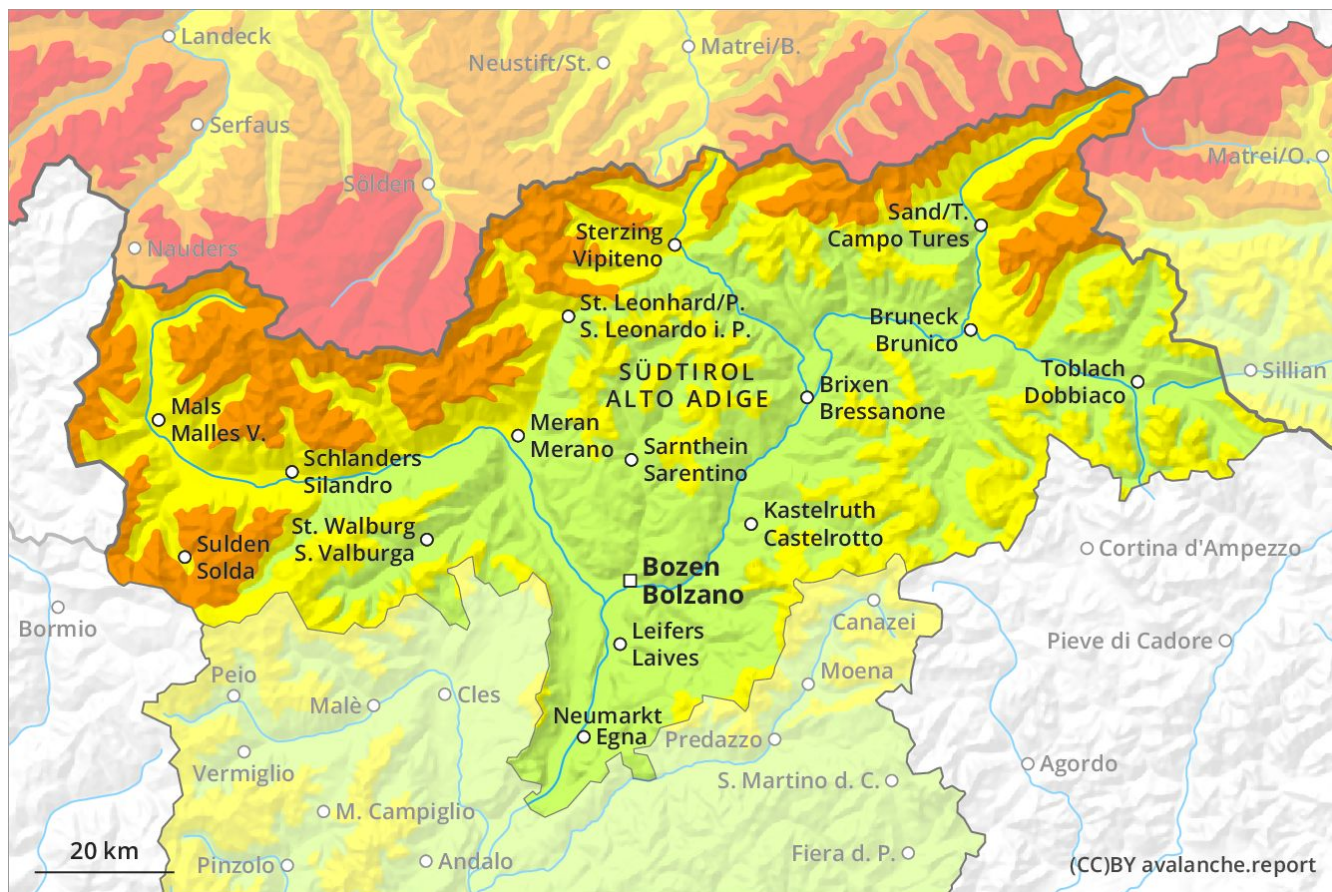 Landeck
Matrei/B.
Neustift/St.
Serfaus
Matrei/O.
Sölden
Sand/T.
Campo Tures
Sterzing
Vipiteno
Nauders
St. Leonhard/P.
S. Leonardo i. P.
Bruneck
Brunico
SÜDTIROL
ALTO ADIGE
Toblach
Dobbiaco
Sillian
Brixen
Bressanone
Mals
Malles V.
Meran
Merano
Sarnthein
Sarentino
Schlanders
Silandro
Kastelruth
Castelrotto
St. Walburg
S. Valburga
Sulden
Solda
Cortina d'Ampezzo
Bozen
Bolzano
Bormio
Canazei
Leifers
Laives
Pieve di Cadore
Peio
Moena
Malè
Cles
Neumarkt
Egna
Predazzo
Vermiglio
Agordo
S. Martino d. C.
M. Campiglio
20 km
Pinzolo
Andalo
Fiera d. P.
(CC)BY avalanche.report